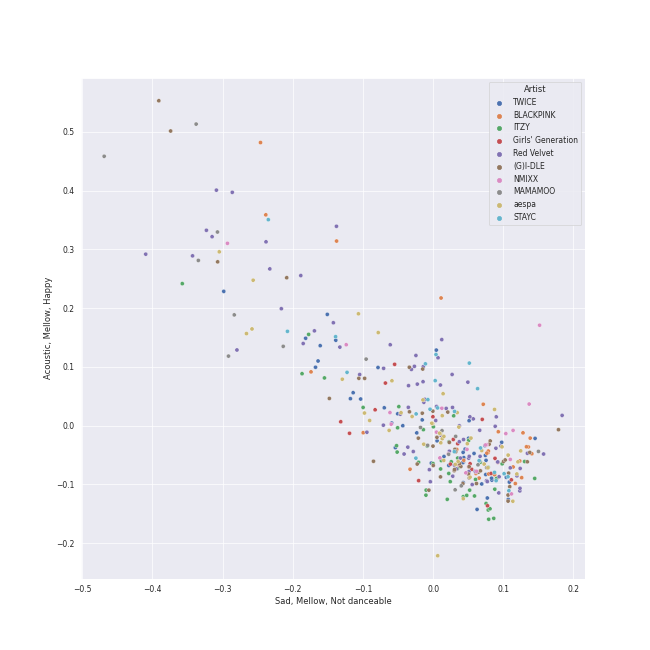 Artist
TWICE
BLACKPINK
ITZY
Girls' Generation
Red Velvet
(G)I-DLE
NMIXX
MAMAMOO
aespa
STAYC
0.5
0.4
0.3
0.2
0.1
0.0
−0.1
−0.2
Acoustic, Mellow, Happy
−0.5 −0.4 −0.3 −0.2 −0.1 0.0 0.1 0.2
Sad, Mellow, Not danceable